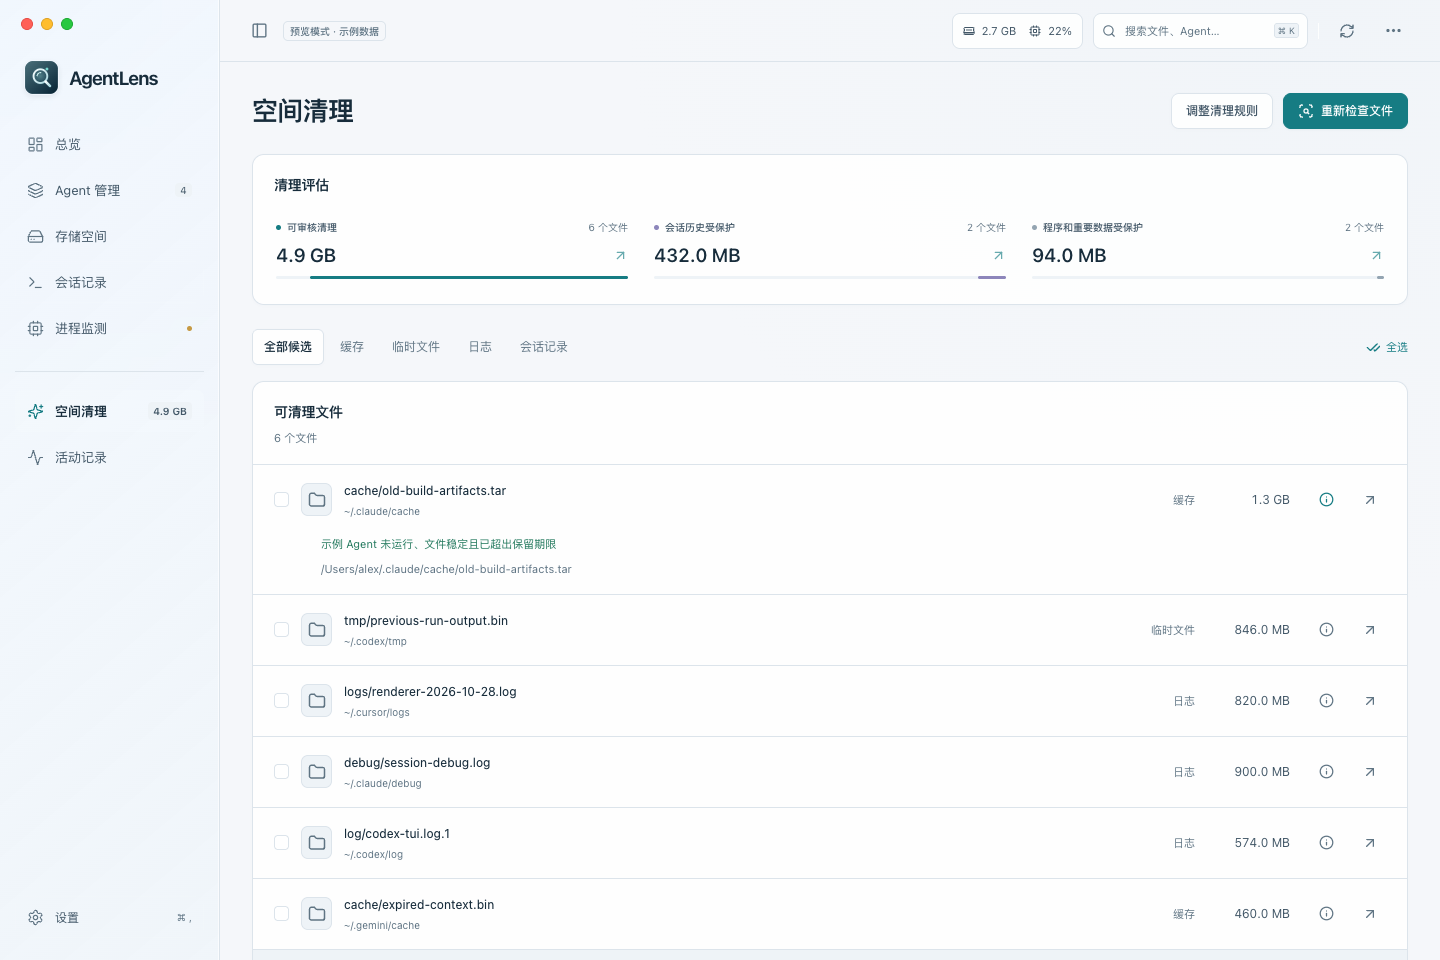 AgentLens
总览
Agent 管理
4
存储空间
会话记录
进程监测
空间清理
4.9 GB
活动记录
设置
⌘ ,
预览模式 · 示例数据
2.7 GB
22%
搜索文件、Agent...
⌘ K
空间清理
调整清理规则
重新检查文件
清理评估
可审核清理
6 个文件
4.9 GB
会话历史受保护
2 个文件
432.0 MB
程序和重要数据受保护
2 个文件
94.0 MB
全部候选
缓存
临时文件
日志
会话记录
全选
可清理文件
6 个文件
cache/old-build-artifacts.tar
~/.claude/cache
缓存
1.3 GB
示例 Agent 未运行、文件稳定且已超出保留期限
/Users/alex/.claude/cache/old-build-artifacts.tar
tmp/previous-run-output.bin
~/.codex/tmp
临时文件
846.0 MB
logs/renderer-2026-10-28.log
~/.cursor/logs
日志
820.0 MB
debug/session-debug.log
~/.claude/debug
日志
900.0 MB
log/codex-tui.log.1
~/.codex/log
日志
574.0 MB
cache/expired-context.bin
~/.gemini/cache
缓存
460.0 MB